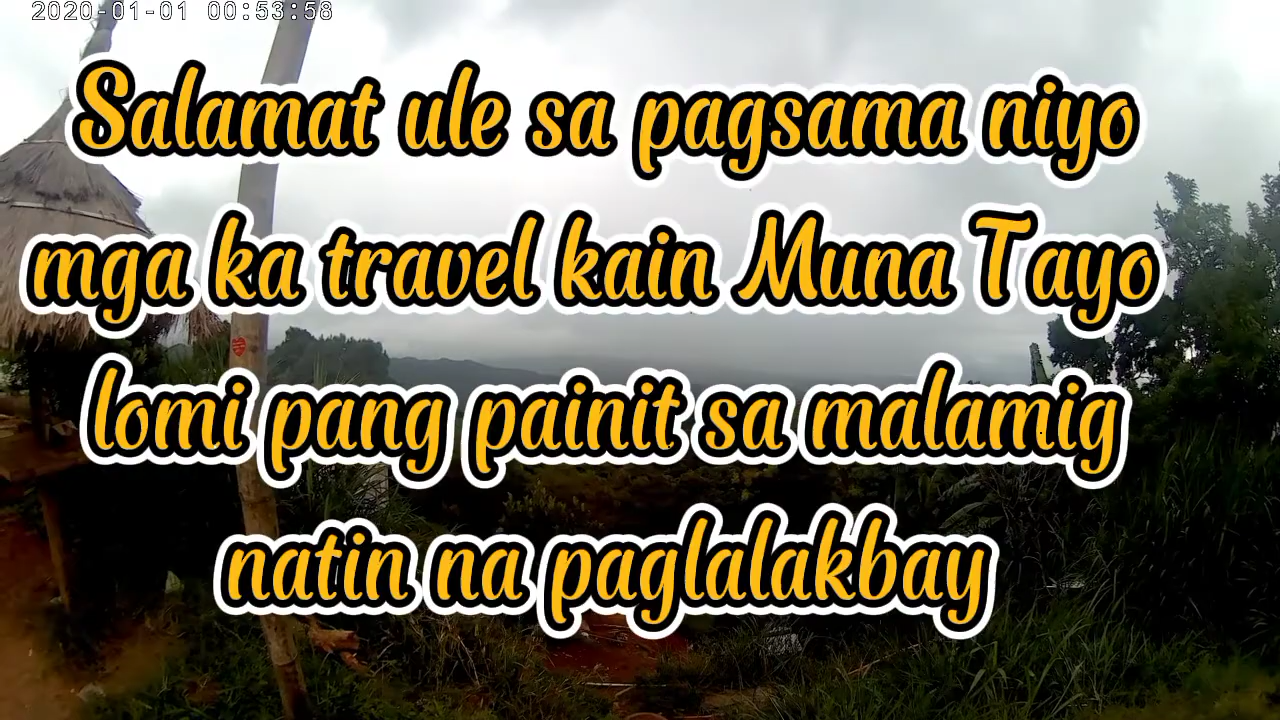 2020-01-01 00:53:58
Salamat ule sa pagsama niyo
mga ka travel kain Muna Tayo
lomi pang painit sa malamig
natin na paglalakbay